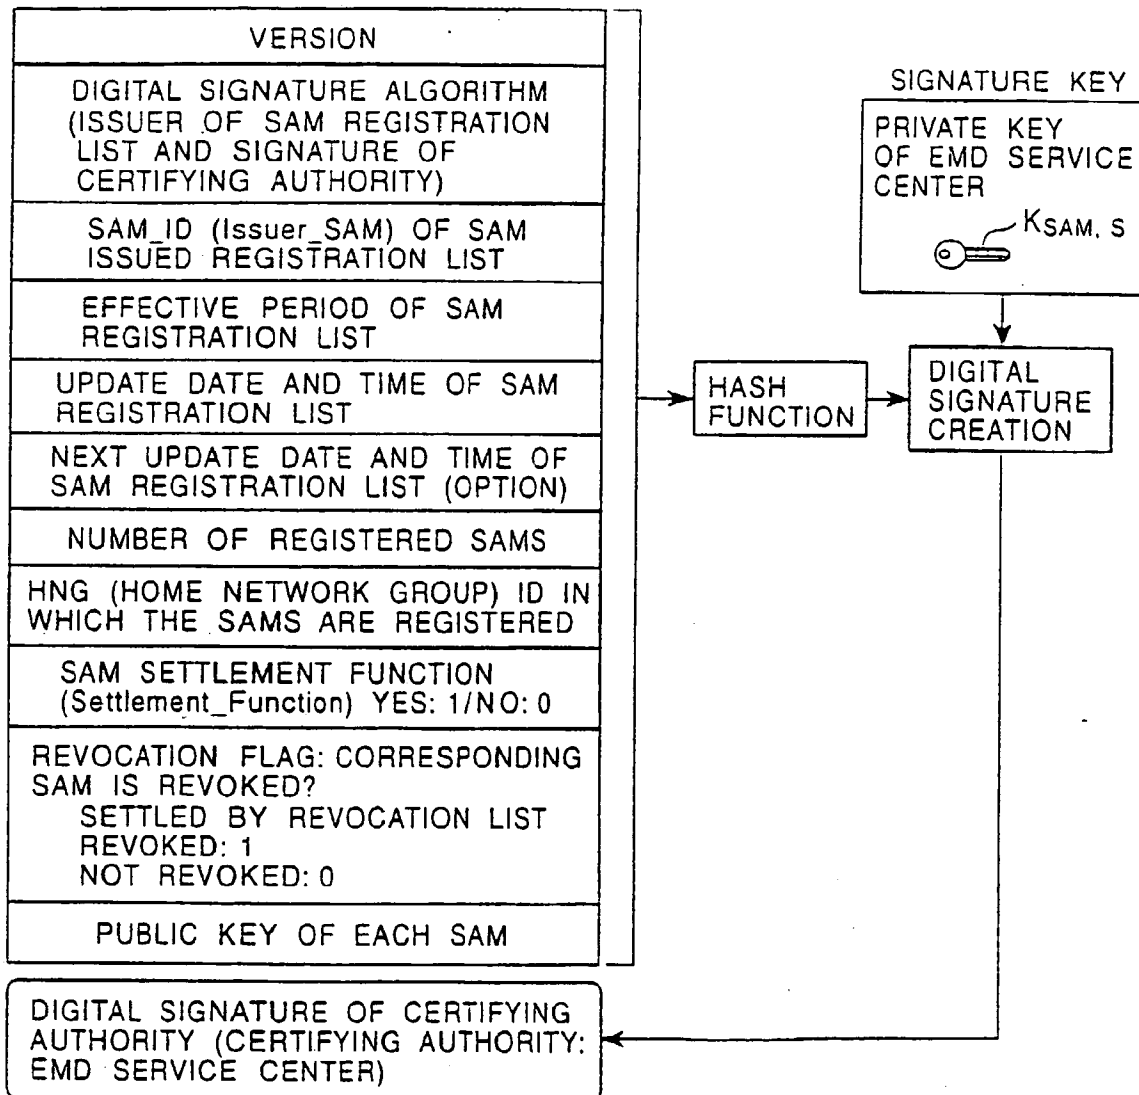 VERSION
DIGITAL SIGNATURE ALGORITHM
(ISSUER OF SAM REGISTRATION
LIST AND SIGNATURE OF
CERTIFYING AUTHORITY)
SAM_ID (Issuer_SAM) OF SAM
ISSUED REGISTRATION LIST
EFFECTIVE PERIOD OF SAM
REGISTRATION LIST
UPDATE DATE AND TIME OF SAM
REGISTRATION LIST
NEXT UPDATE DATE AND TIME OF
SAM REGISTRATION LIST (OPTION)
NUMBER OF REGISTERED SAMS
HNG (HOME NETWORK GROUP) ID IN
WHICH THE SAMS ARE REGISTERED
SAM SETTLEMENT FUNCTION
(Settlement_Function) YES: 1/NO: 0
REVOCATION FLAG: CORRESPONDING
SAM IS REVOKED?
SETTLED BY REVOCATION LIST
REVOKED: 1
NOT REVOKED: 0
PUBLIC KEY OF EACH SAM
HASH
FUNCTION
SIGNATURE KEY
PRIVATE KEY
OF EMD SERVICE
CENTER
KSAM, S
DIGITAL
SIGNATURE
CREATION
DIGITAL SIGNATURE OF CERTIFYING
AUTHORITY (CERTIFYING AUTHORITY:
EMD SERVICE CENTER)